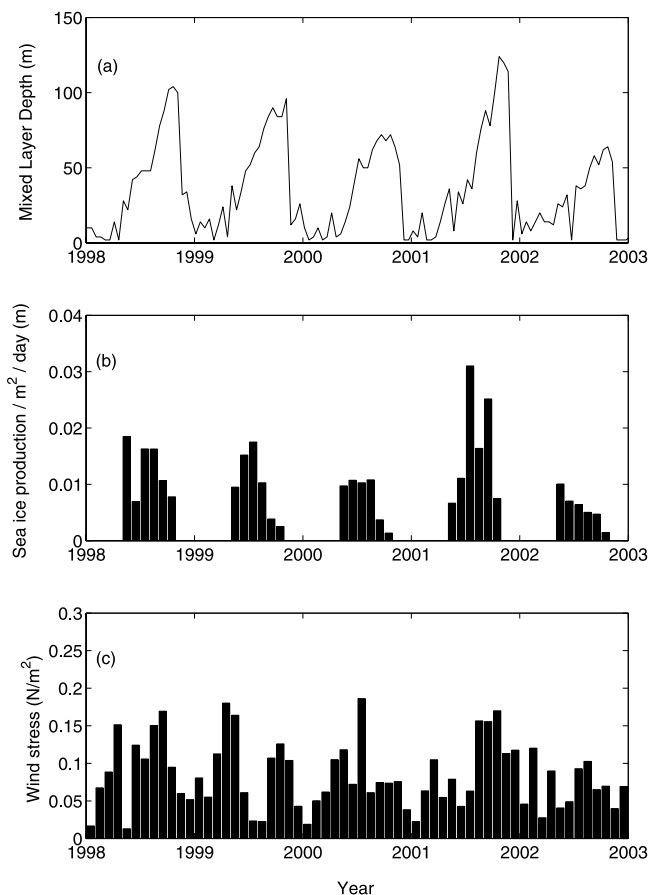 150
100
50
0
Mixed Layer Depth (m)
(a)
1998 1999 2000 2001 2002 2003
0.04
0.03
0.02
0.01
0
Sea ice production / m² / day (m)
(b)
1998 1999 2000 2001 2002 2003
0.3
0.25
0.2
0.15
0.1
0.05
0
Wind stress (N/m²)
(c)
1998 1999 2000 2001 2002 2003
Year